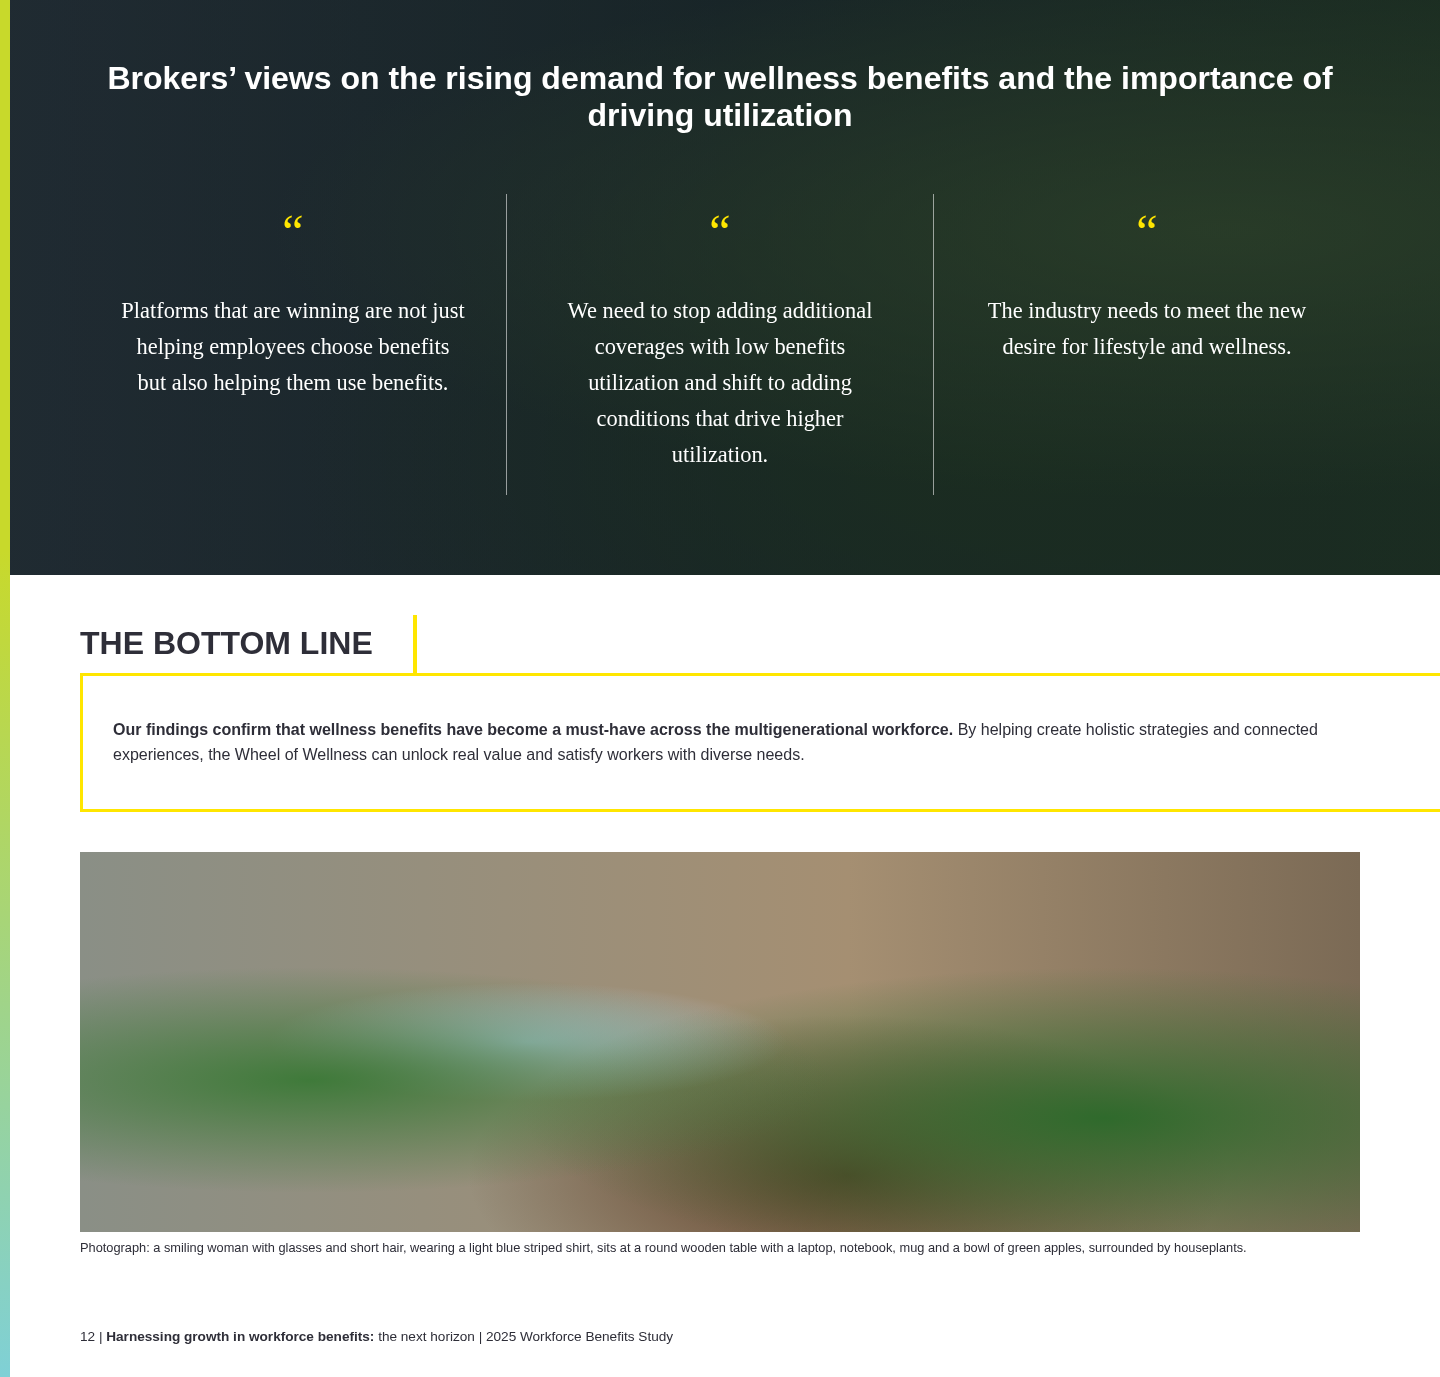 Brokers’ views on the rising demand for wellness benefits and the importance of
driving utilization
“
Platforms that are winning are not just
helping employees choose benefits
but also helping them use benefits.
“
We need to stop adding additional
coverages with low benefits
utilization and shift to adding
conditions that drive higher
utilization.
“
The industry needs to meet the new
desire for lifestyle and wellness.
THE BOTTOM LINE
Our findings confirm that wellness benefits have become a must-have across the multigenerational workforce. By helping create holistic strategies and connected
experiences, the Wheel of Wellness can unlock real value and satisfy workers with diverse needs.
Photograph: a smiling woman with glasses and short hair, wearing a light blue striped shirt, sits at a round wooden table with a laptop, notebook, mug and a bowl of green apples, surrounded by houseplants.
12 | Harnessing growth in workforce benefits: the next horizon | 2025 Workforce Benefits Study